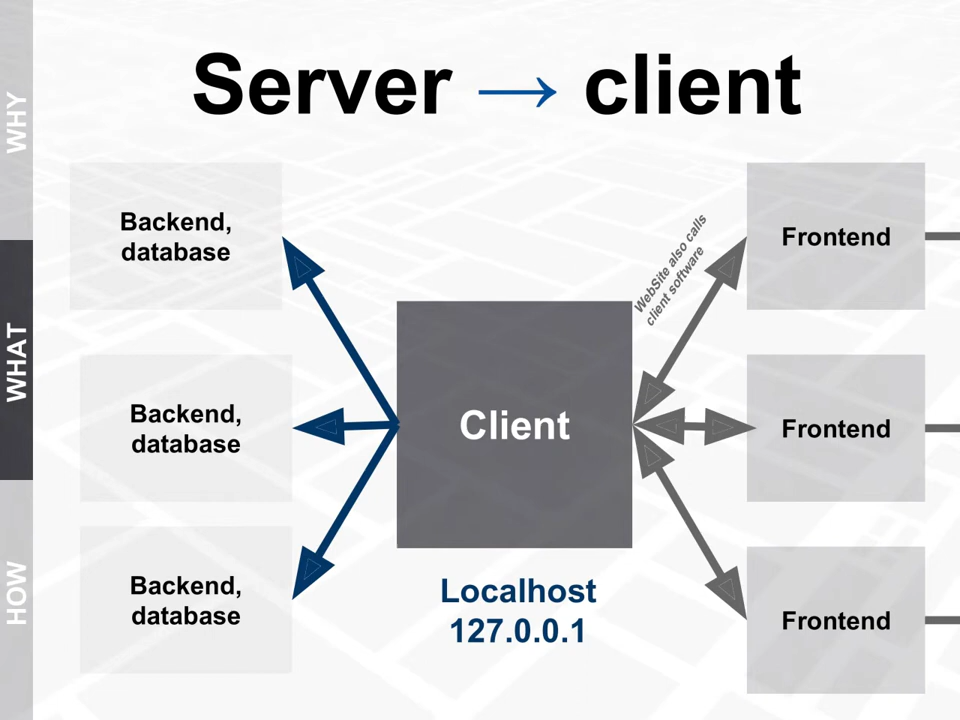 Server → client
WHY
WHAT
HOW
Backend,
database
Backend,
database
Backend,
database
Client
Localhost
127.0.0.1
WebSite also calls
client software
Frontend
Frontend
Frontend